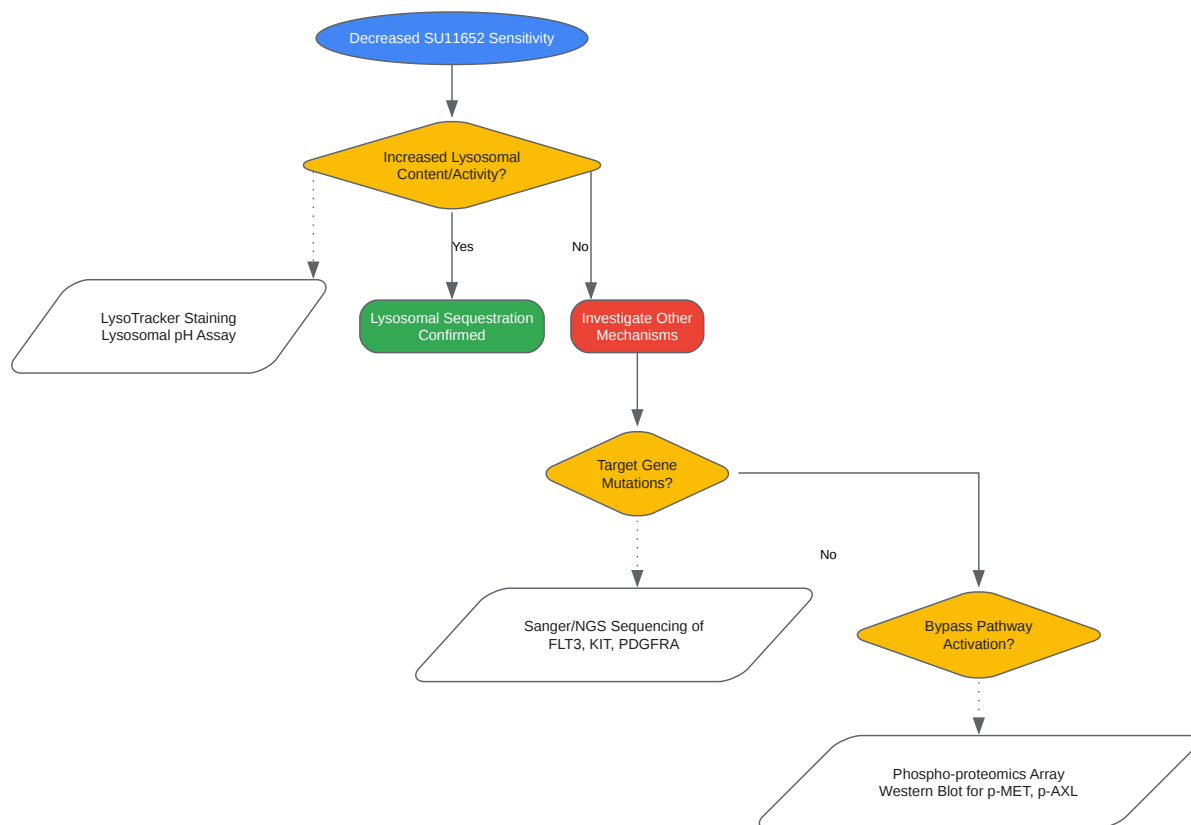 Decreased SU11652 Sensitivity
Increased Lysosomal
Content/Activity?
Yes
No
LysoTracker Staining
Lysosomal pH Assay
Lysosomal Sequestration
Confirmed
Investigate Other
Mechanisms
Target Gene
Mutations?
No
Sanger/NGS Sequencing of
FLT3, KIT, PDGFRA
Bypass Pathway
Activation?
Phospho-proteomics Array
Western Blot for p-MET, p-AXL